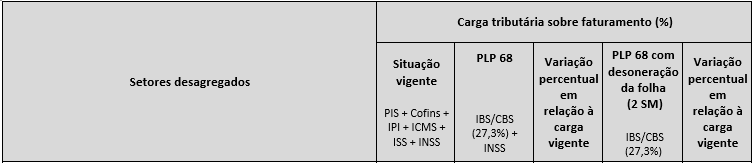 Carga tributária sobre faturamento (%)
Setores desagregados
Situação
vigente
PIS + Cofins +
IPI + ICMS +
ISS + INSS
PLP 68
IBS/CBS
(27,3%) +
INSS
Variação
percentual
em
relação à
carga
vigente
PLP 68 com
desoneração
da folha
(2 SM)
IBS/CBS
(27,3%)
Variação
percentual
em
relação à
carga
vigente